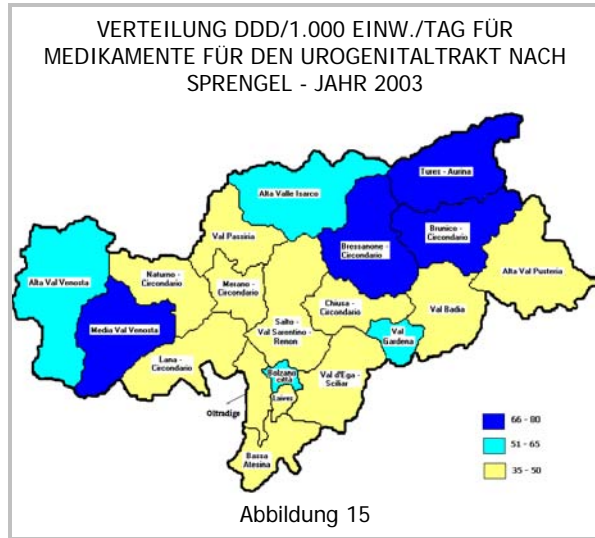 VERTEILUNG DDD/1.000 EINW./TAG FÜR
MEDIKAMENTE FÜR DEN UROGENITALTRAKT NACH
SPRENGEL - JAHR 2003
Tures - Aurina
Alta Valle Isarco
Brunico -
Circondario
Val Passiria
Bressanone -
Circondario
Alta Val Pusteria
Alta Val Venosta
Naturno -
Circondario
Merano -
Circondario
Chiusa -
Circondario
Val Badia
Media Val Venosta
Salto -
Val Sarentino -
Renon
Val
Gardena
Lana -
Circondario
Bolzano
città
Val d'Ega -
Sciliar
Oltradige
Laives
Bassa
Atesina
66 - 80
51 - 65
35 - 50
Abbildung 15